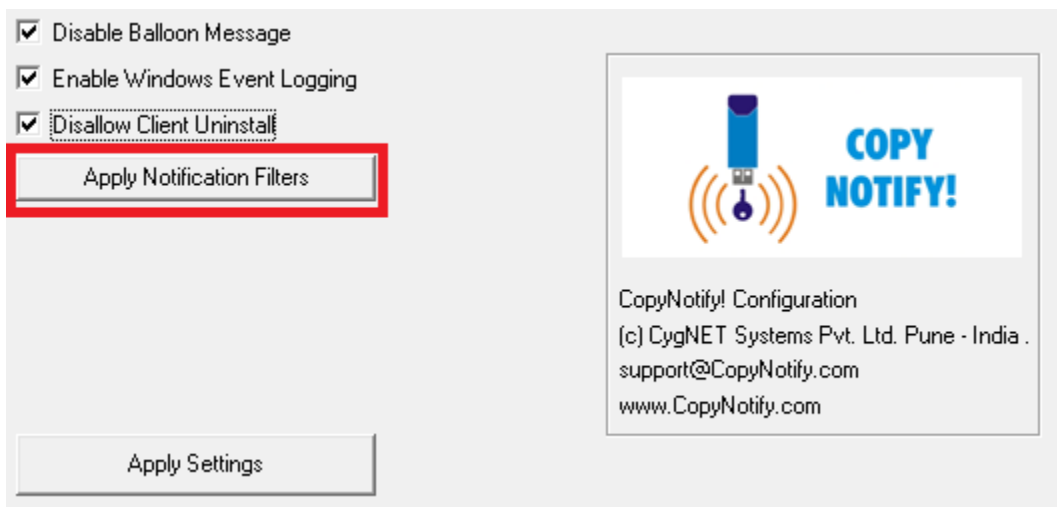 Disable Balloon Message
Enable Windows Event Logging
Disallow Client Uninstall
Apply Notification Filters
COPY
NOTIFY!
CopyNotify! Configuration
(c) CygNET Systems Pvt. Ltd. Pune - India .
support@CopyNotify.com
www.CopyNotify.com
Apply Settings